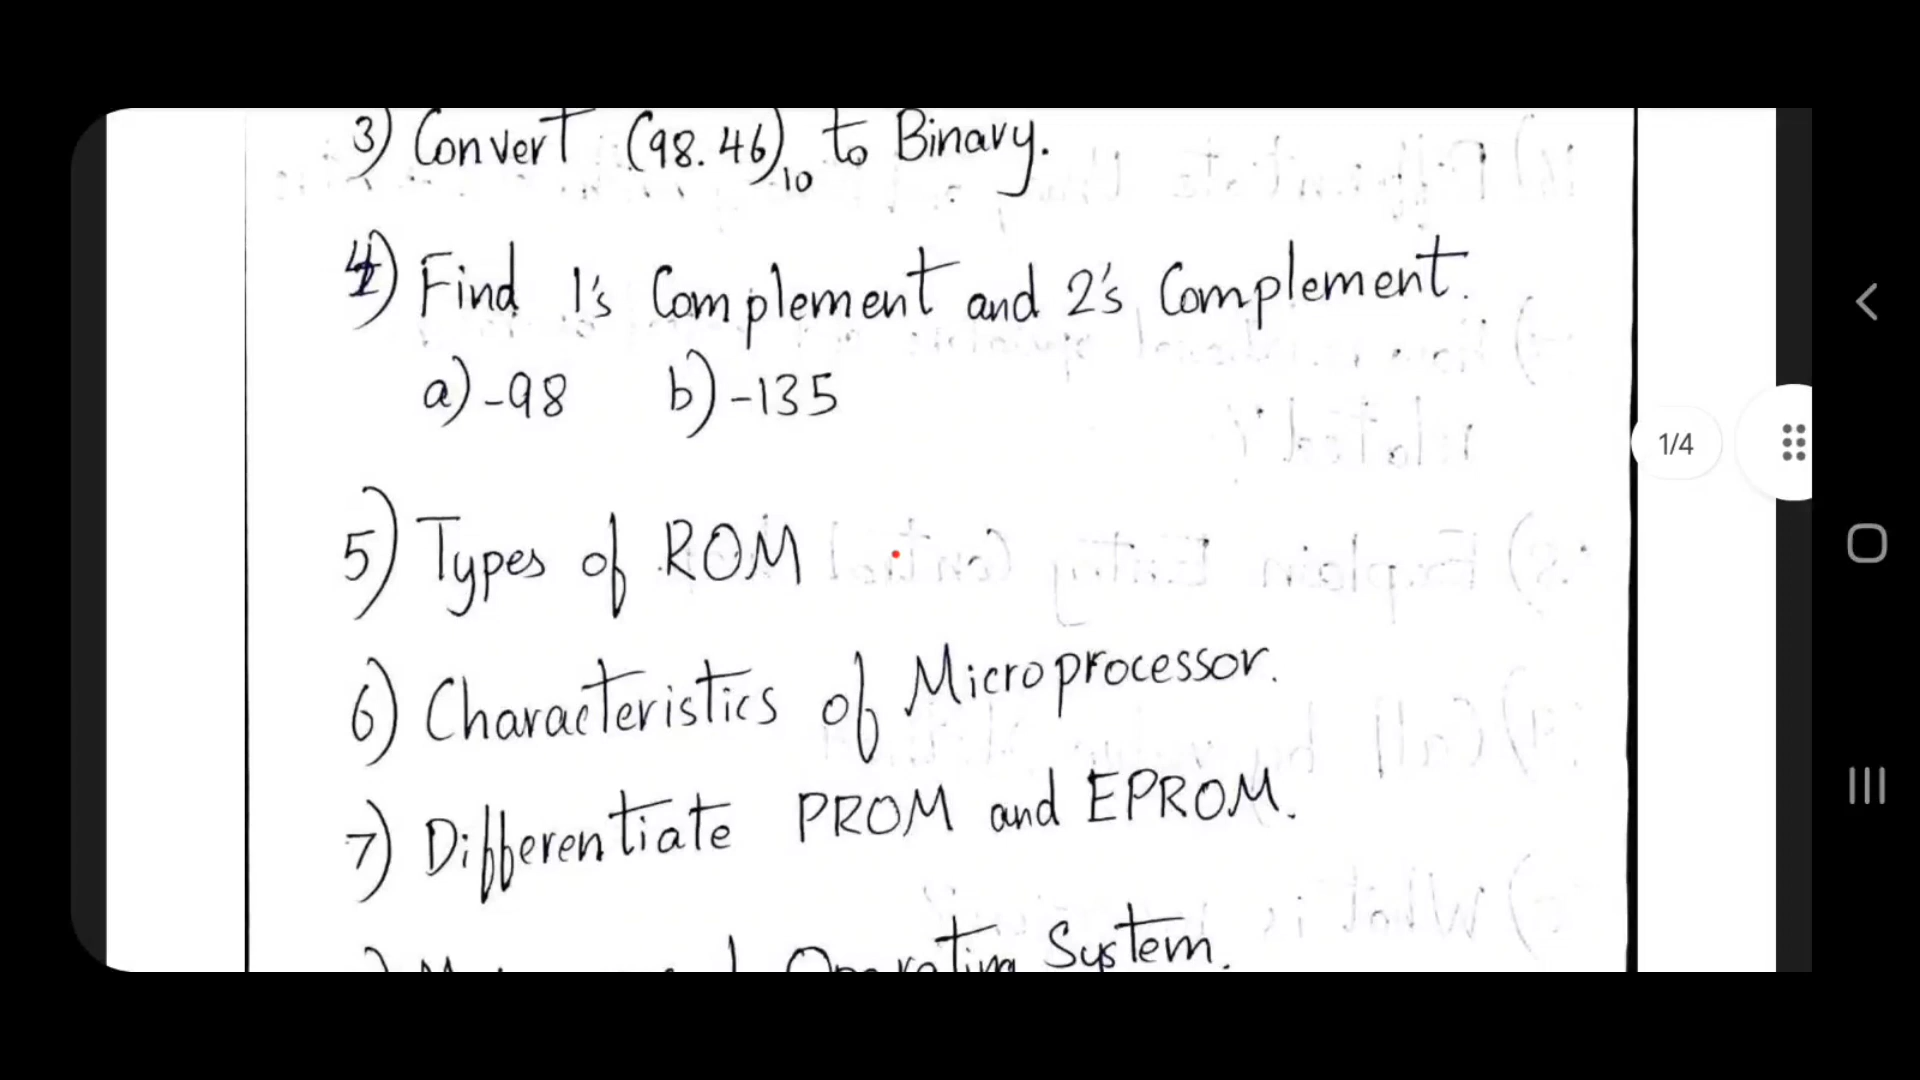 3) Convert (98.46)10 to Binary.
4) Find 1's Complement and 2's Complement.
a) -98 b) -135
5) Types of ROM
6) Characteristics of Microprocessor.
7) Differentiate PROM and EPROM.
Operating System.
1/4